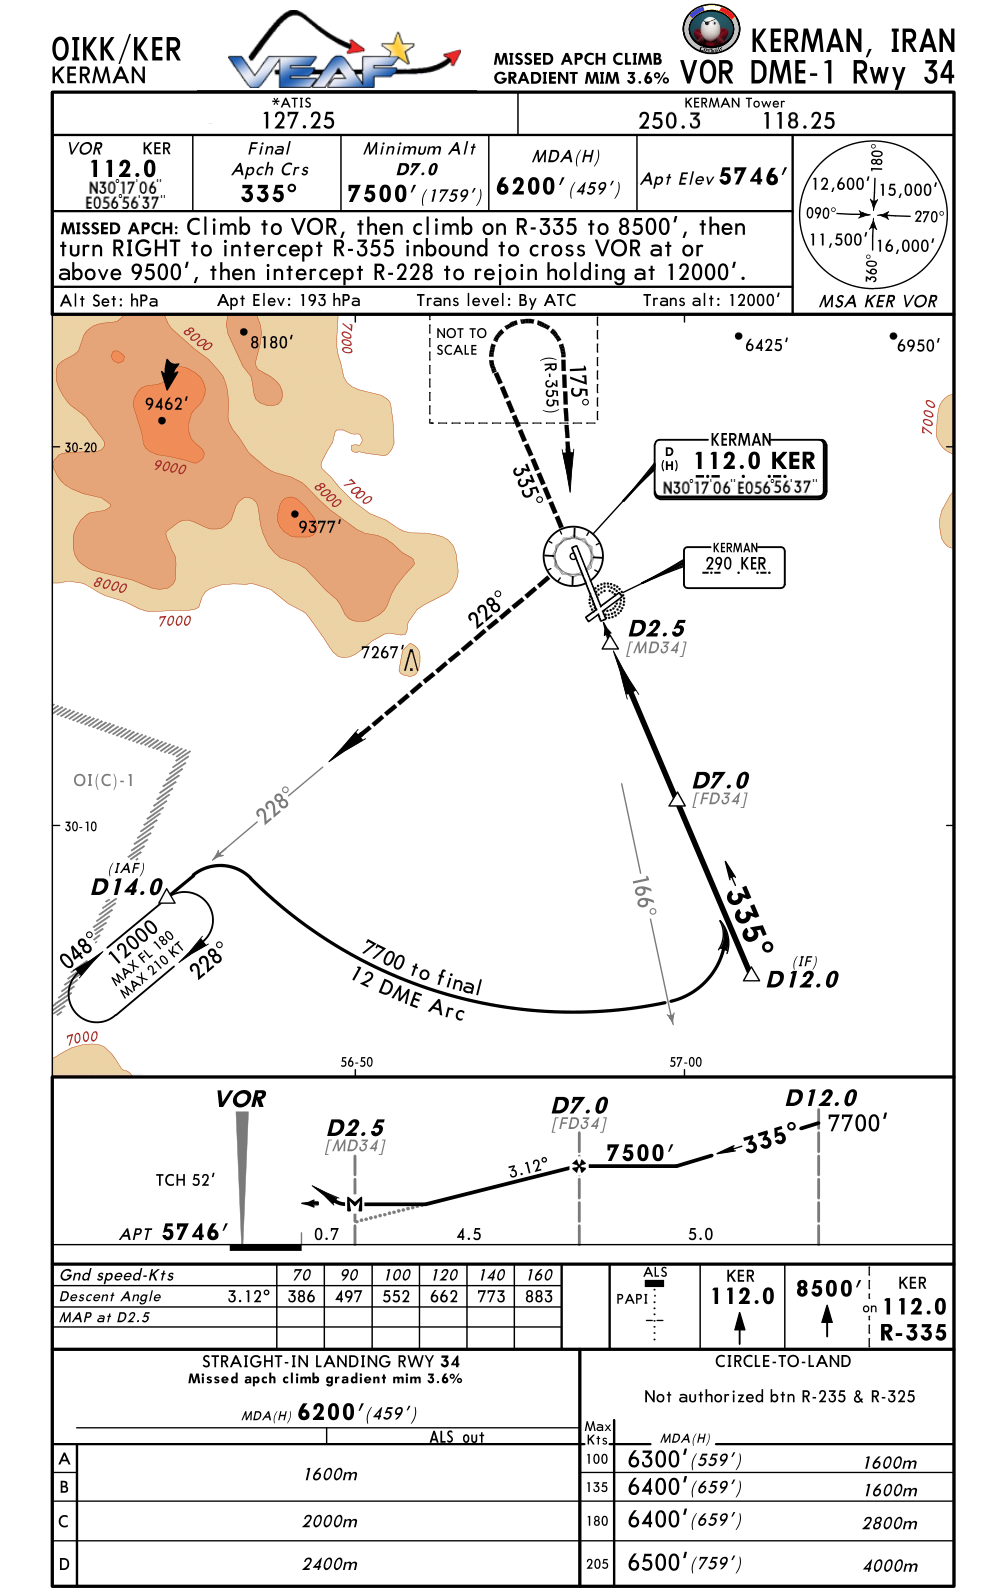 OIKK/KER
KERMAN
VEAF
MISSED APCH CLIMB
GRADIENT MIM 3.6%
KERMAN, IRAN
VOR DME-1 Rwy 34
*ATIS
127.25
KERMAN Tower
250.3 118.25
VOR KER
112.0
N30°17'06"
E056°56'37"
Final
Apch Crs
335°
Minimum Alt
D7.0
7500' (1759')
MDA(H)
6200' (459')
Apt Elev 5746'
180°
12,600' 15,000'
090° 270°
11,500' 16,000'
360°
MSA KER VOR
MISSED APCH: Climb to VOR, then climb on R-335 to 8500', then
turn RIGHT to intercept R-355 inbound to cross VOR at or
above 9500', then intercept R-228 to rejoin holding at 12000'.
Alt Set: hPa Apt Elev: 193 hPa Trans level: By ATC Trans alt: 12000'
8000
8180'
7000
NOT TO
SCALE
175°
(R-355)
6425'
6950'
9462'
7000
30-20
9000
8000
7000
9377'
335°
KERMAN
D
(H)
112.0 KER
N30°17'06" E056°56'37"
KERMAN
290 KER
8000
7000
228°
D2.5
[MD34]
7267'
OI(C)-1
228°
D7.0
[FD34]
30-10
(IAF)
D14.0
166°
335°
048°
12000
MAX FL 180
MAX 210 KT
228°
7700 to final
12 DME Arc
(IF)
D12.0
7000
56-50
57-00
VOR
D2.5
[MD34]
D7.0
[FD34]
D12.0
7700'
335°
7500'
3.12°
TCH 52'
M
APT 5746'
0.7
4.5
5.0
Gnd speed-Kts 70 90 100 120 140 160
Descent Angle 3.12° 386 497 552 662 773 883
MAP at D2.5
ALS
PAPI
KER
112.0
8500'
on
KER
112.0
R-335
STRAIGHT-IN LANDING RWY 34
Missed apch climb gradient mim 3.6%
MDA(H) 6200' (459')
ALS out
A
B
1600m
C
2000m
D
2400m
CIRCLE-TO-LAND
Not authorized btn R-235 & R-325
Max
Kts
MDA(H)
100 6300' (559') 1600m
135 6400' (659') 1600m
180 6400' (659') 2800m
205 6500' (759') 4000m